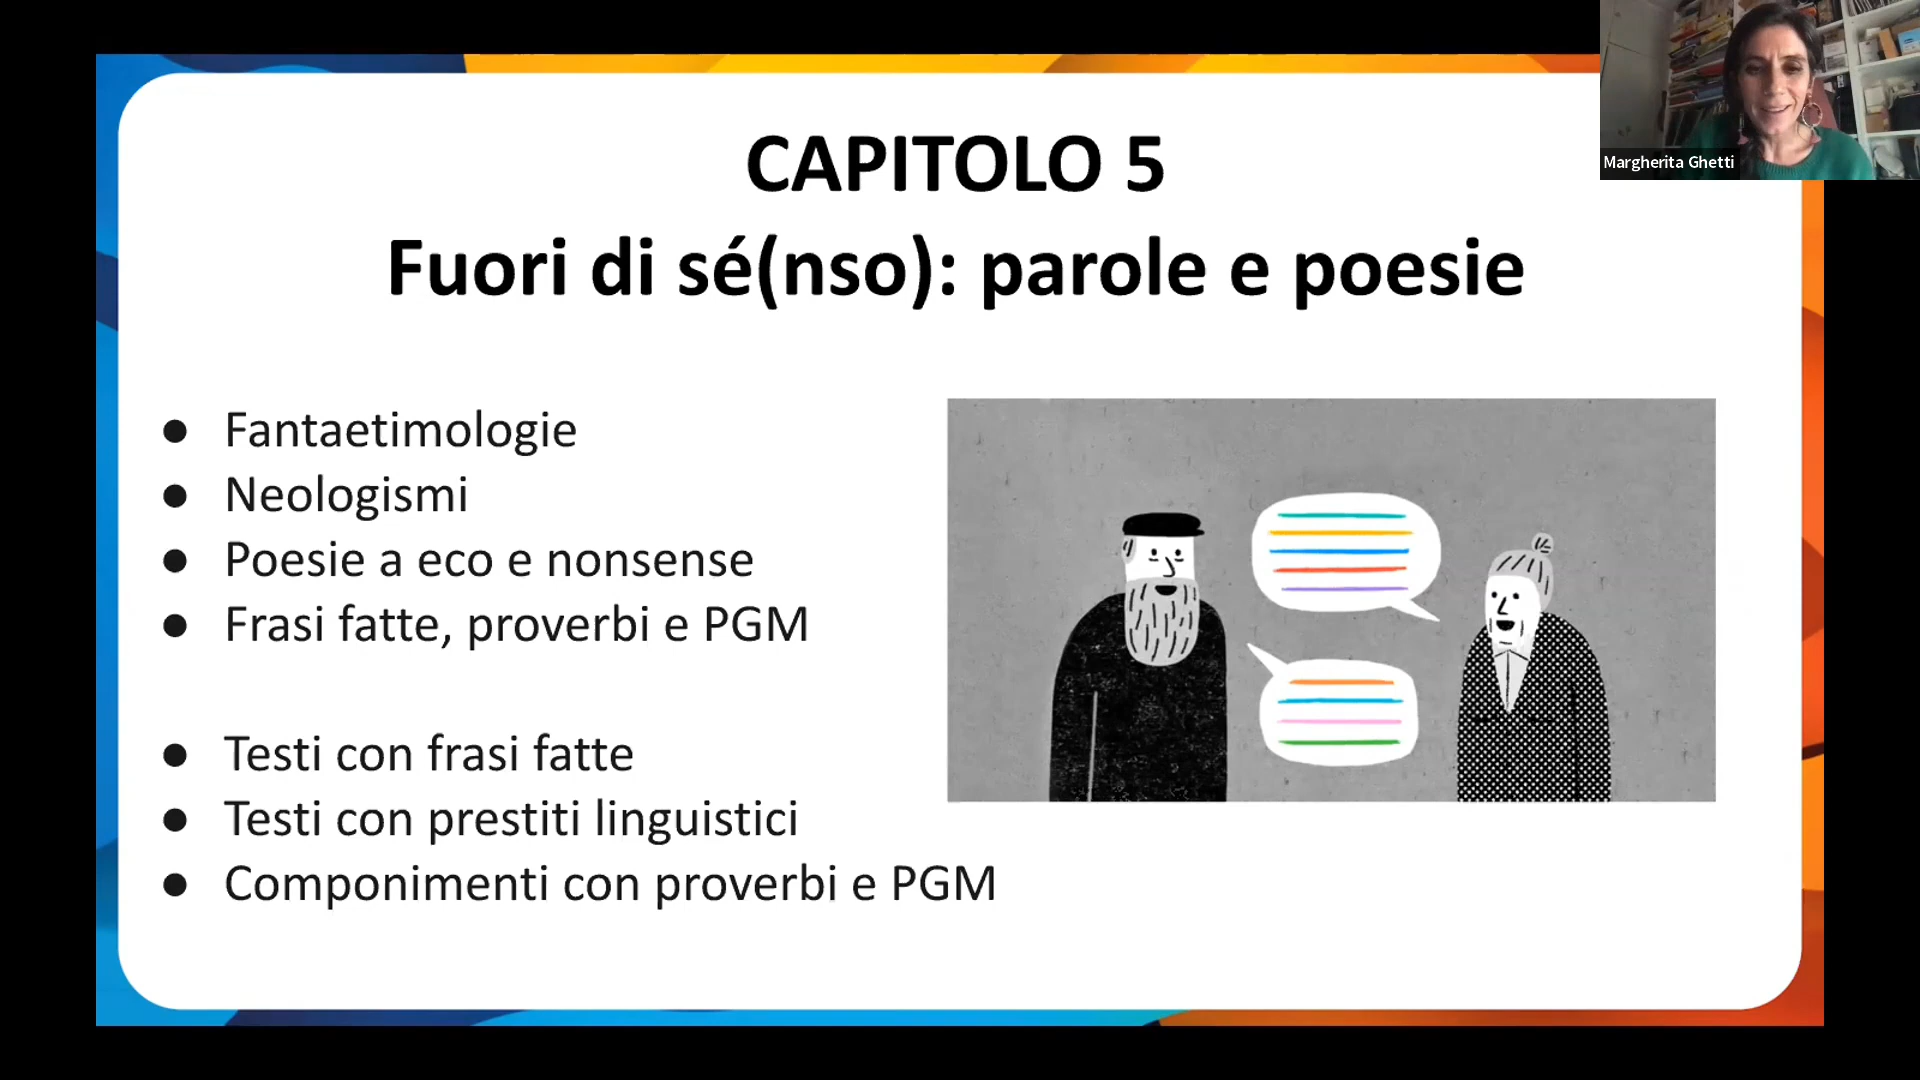 CAPITOLO 5
Fuori di sé(nso): parole e poesie
Margherita Ghetti
● Fantaetimologie
● Neologismi
● Poesie a eco e nonsense
● Frasi fatte, proverbi e PGM
● Testi con frasi fatte
● Testi con prestiti linguistici
● Componimenti con proverbi e PGM